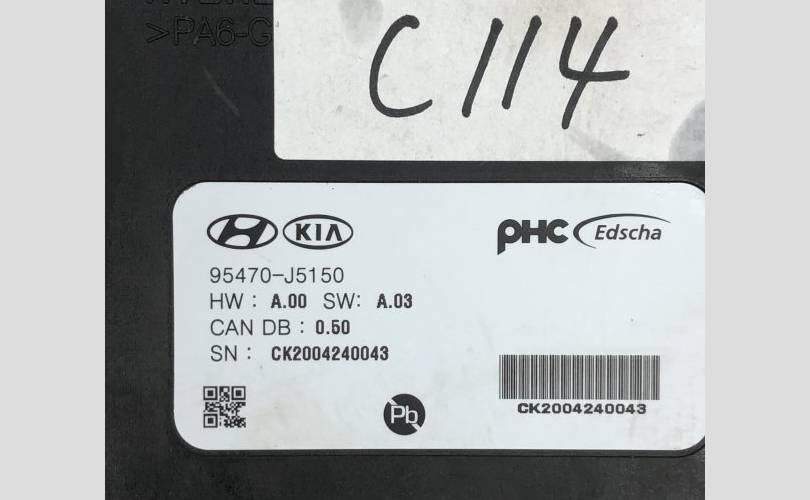 >PA6-G
C114
KIA
PHC Edscha
95470-J5150
HW : A.00 SW: A.03
CAN DB : 0.50
SN : CK2004240043
Pb
CK2004240043